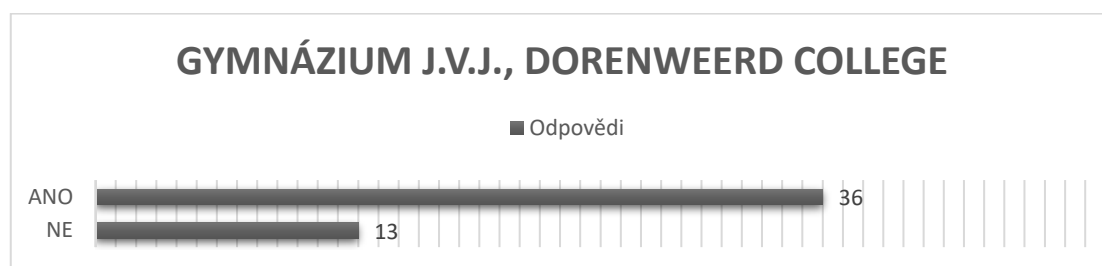 GYMNÁZIUM J.V.J., DORENWEERD COLLEGE
Odpovědi
ANO 36
NE 13